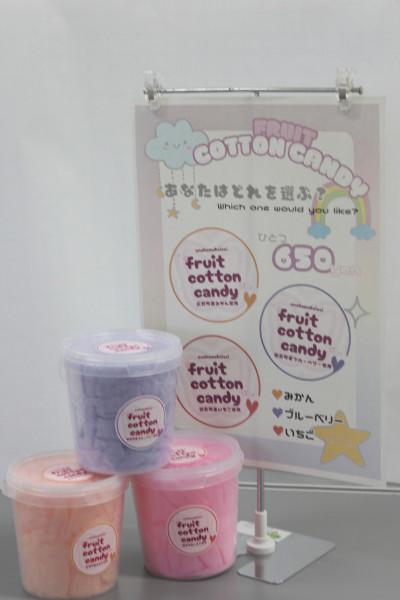 FRUIT
COTTON CANDY
あなたはどれを選ぶ？
Which one would you like?
ひとつ
650yen
fruit
cotton
candy
fruit
cotton
candy
fruit
cotton
candy
みかん
ブルーベリー
いちご
fruit
cotton
candy
fruit
cotton
candy
fruit
cotton
candy